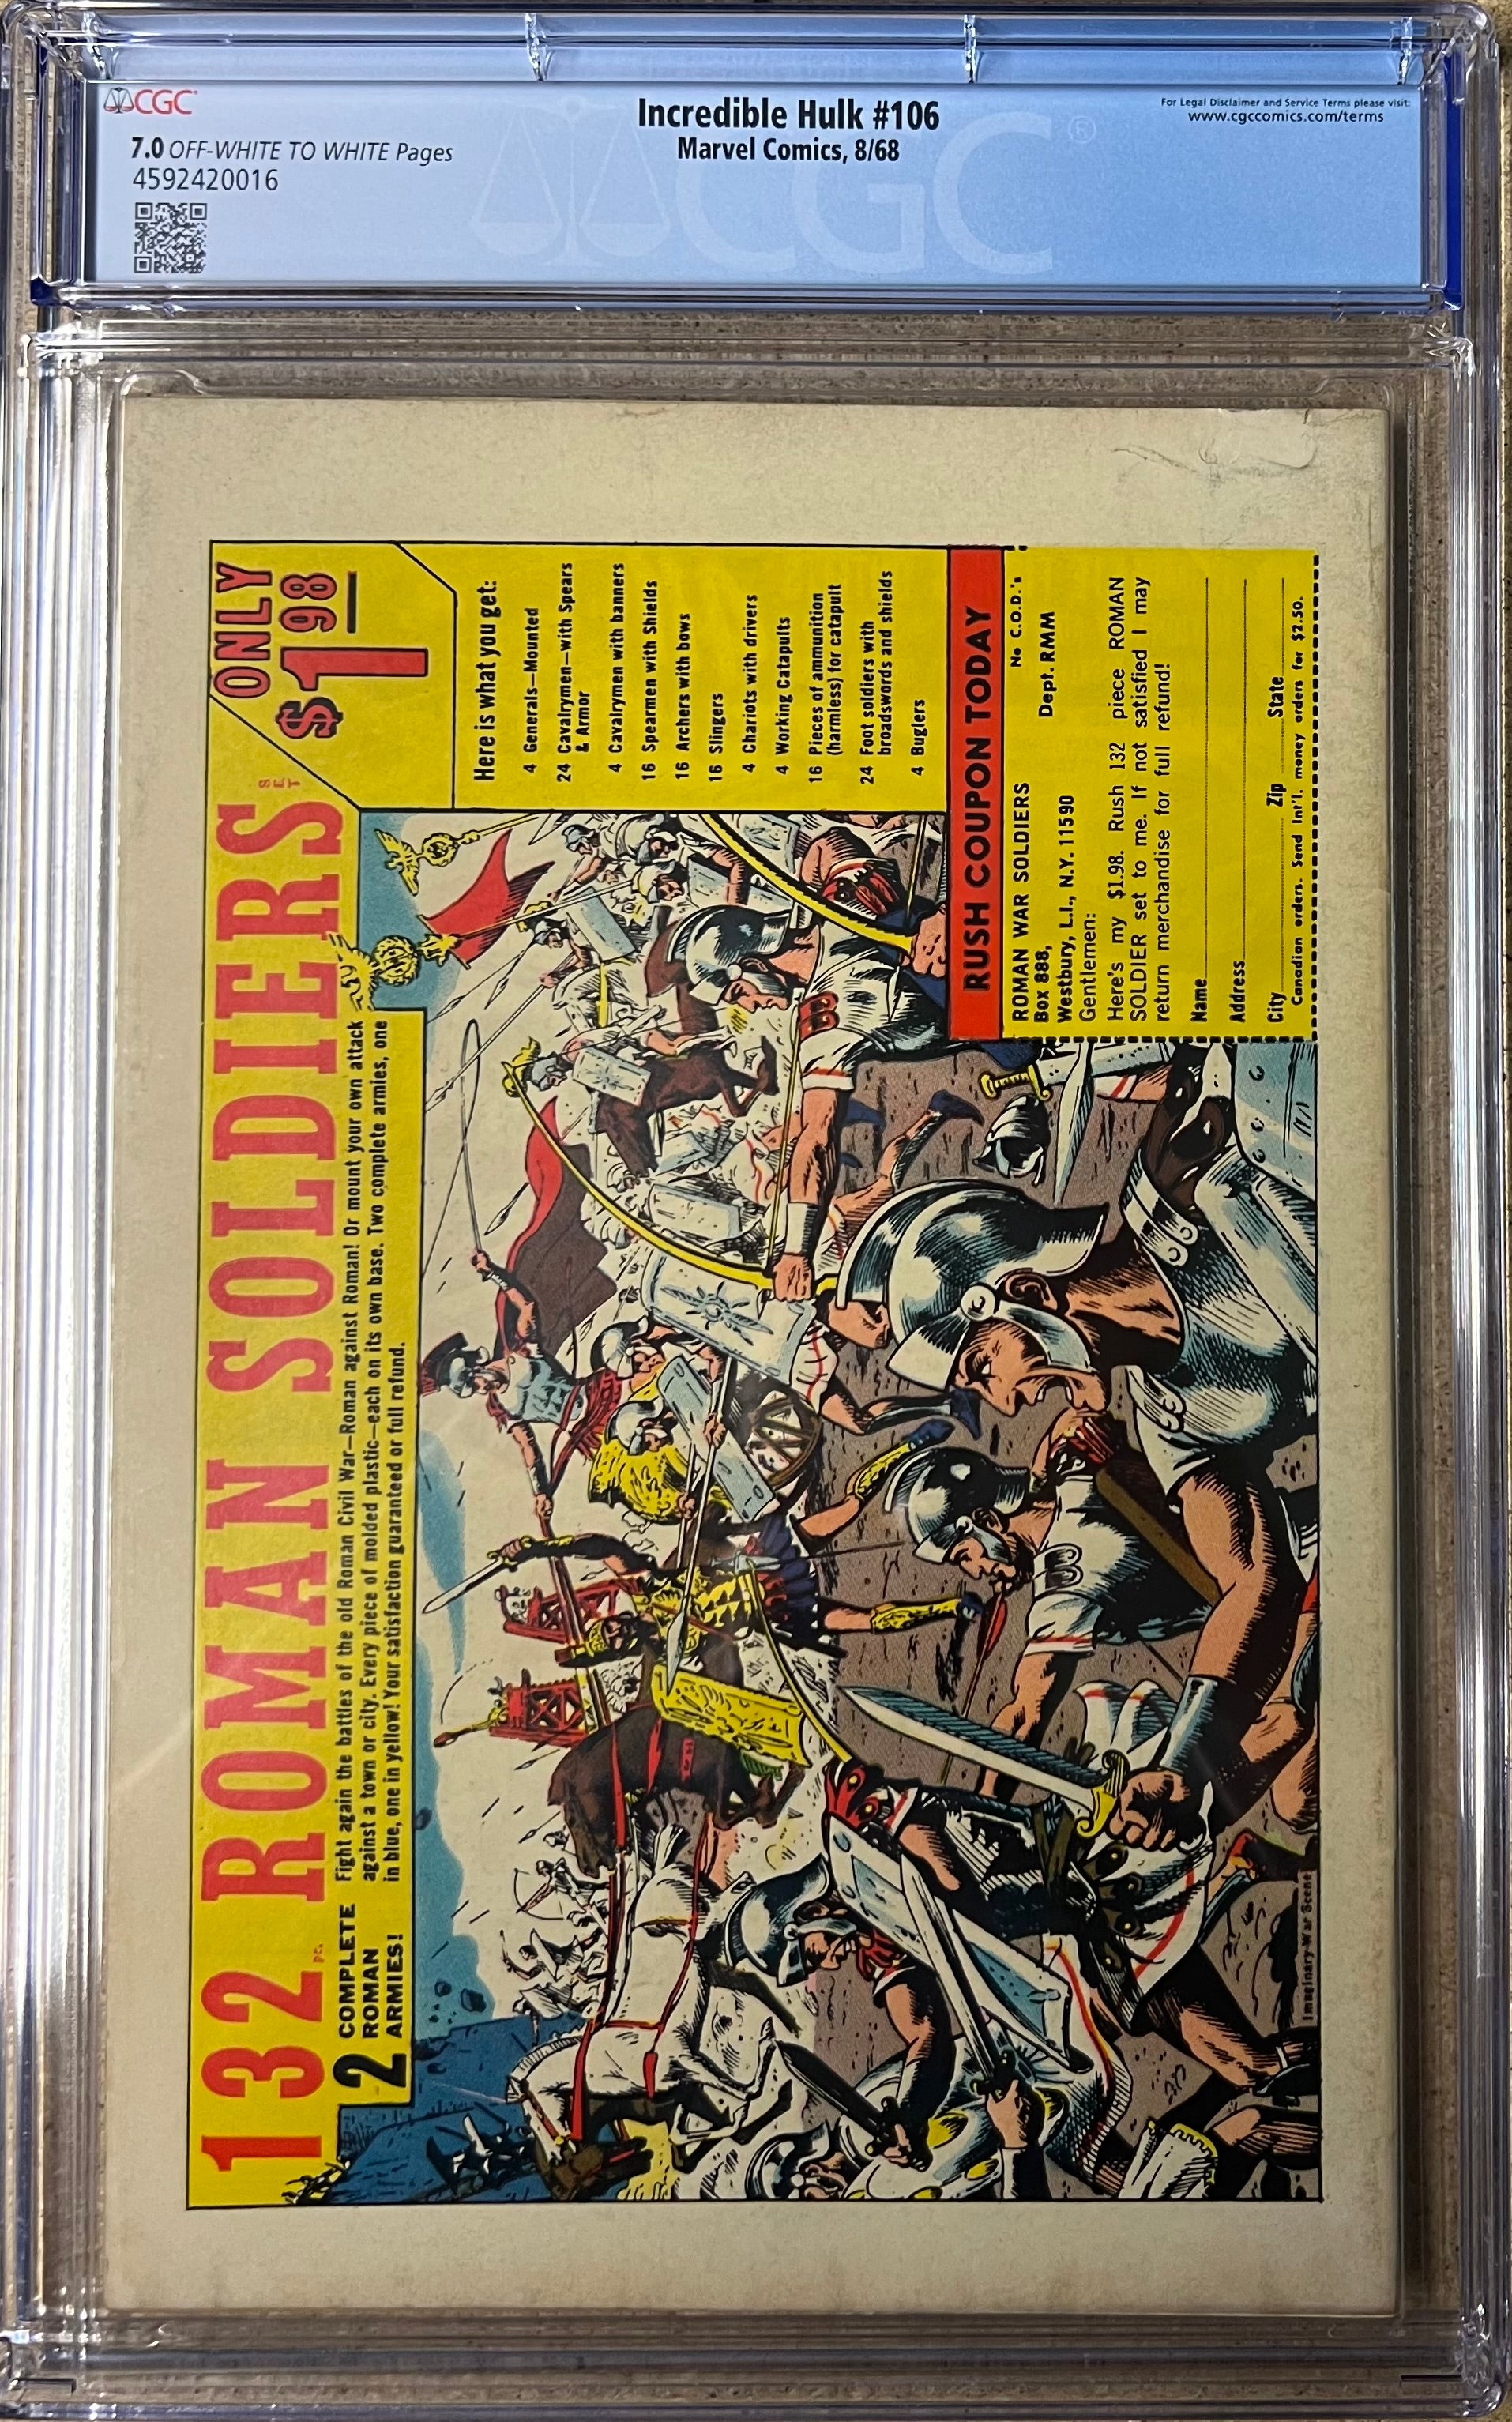 CGC
Incredible Hulk #106
Marvel Comics, 8/68
For Legal Disclaimer and Service Terms please visit:
www.cgccomics.com/terms
7.0 OFF-WHITE TO WHITE Pages
4592420016
CGC®
132 PC. ROMAN SOLDIERS SET
ONLY
$1 98
2 COMPLETE
ROMAN
ARMIES!
Fight again the battles of the old Roman Civil War—Roman against Roman! Or mount your own attack
against a town or city. Every piece of molded plastic—each on its own base. Two complete armies, one
in blue, one in yellow! Your satisfaction guaranteed or full refund.
Here is what you get:
4 Generals—Mounted
24 Cavalrymen—with Spears
& Armor
4 Cavalrymen with banners
16 Spearmen with Shields
16 Archers with bows
16 Slingers
4 Chariots with drivers
4 Working Catapults
16 Pieces of ammunition
(harmless) for catapult
24 Foot soldiers with
broadswords and shields
4 Buglers
RUSH COUPON TODAY
No C.O.D.'s
ROMAN WAR SOLDIERS
Box 888, Dept. RMM
Westbury, L.I., N.Y. 11590
Gentlemen:
Here's my $1.98. Rush 132 piece ROMAN
SOLDIER set to me. If not satisfied I may
return merchandise for full refund!
Name
Address
City Zip State
Canadian orders. Send Int'l. money orders for $2.50.
Imaginary War Scene